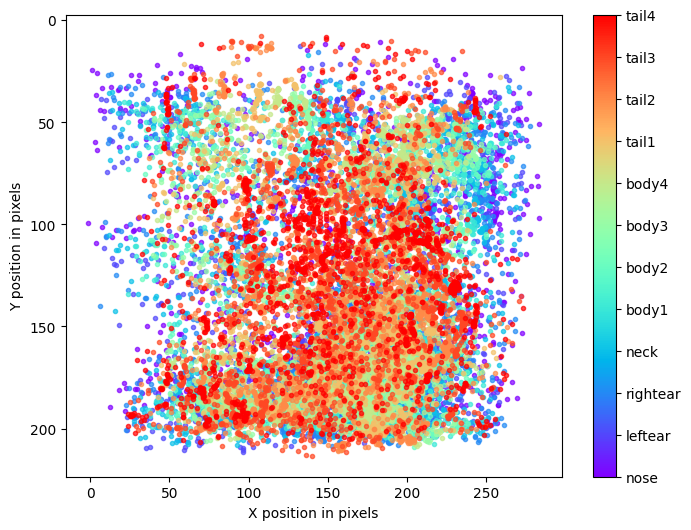 0
50
100
150
200
Y position in pixels
0
50
100
150
200
250
X position in pixels
tail4
tail3
tail2
tail1
body4
body3
body2
body1
neck
rightear
leftear
nose